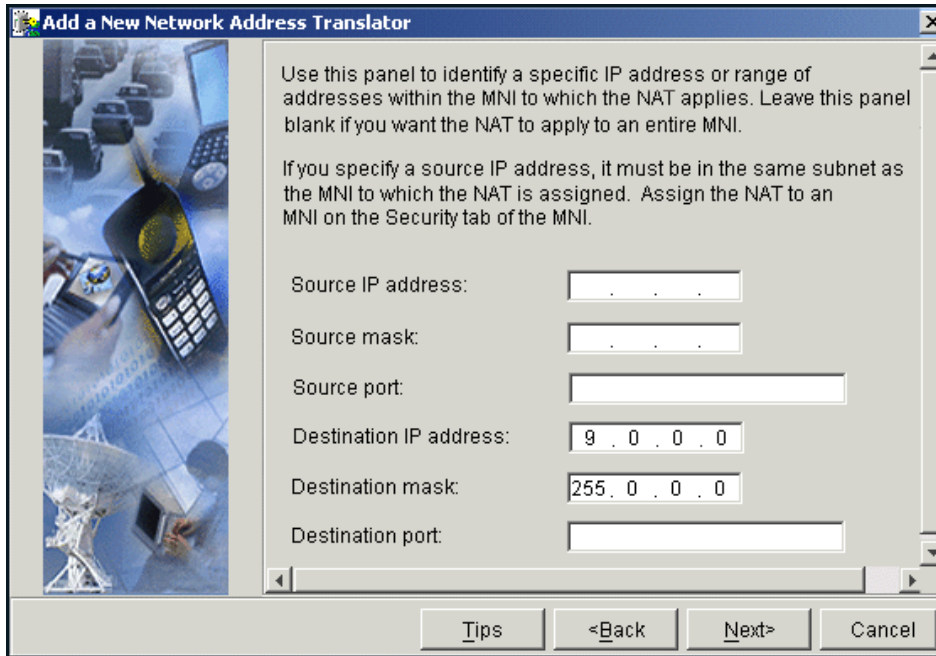 Add a New Network Address Translator
Use this panel to identify a specific IP address or range of
addresses within the MNI to which the NAT applies. Leave this panel
blank if you want the NAT to apply to an entire MNI.
If you specify a source IP address, it must be in the same subnet as
the MNI to which the NAT is assigned. Assign the NAT to an
MNI on the Security tab of the MNI.
Source IP address: . . .
Source mask: . . .
Source port:
Destination IP address: 9 . 0 . 0 . 0
Destination mask: 255 . 0 . 0 . 0
Destination port:
Tips <Back Next> Cancel